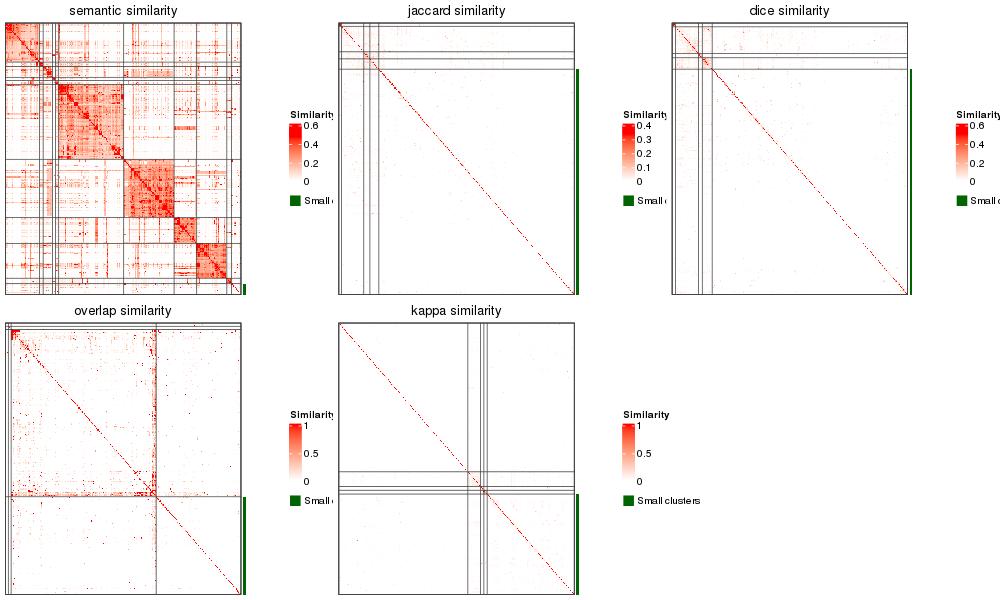 semantic similarity
jaccard similarity
dice similarity
Similarity
0.6
0.4
0.2
0
Small
Similarity
0.4
0.3
0.2
0.1
0
Small
Similarity
0.6
0.4
0.2
0
Small
overlap similarity
kappa similarity
Similarity
1
0.5
0
Small
Similarity
1
0.5
0
Small clusters